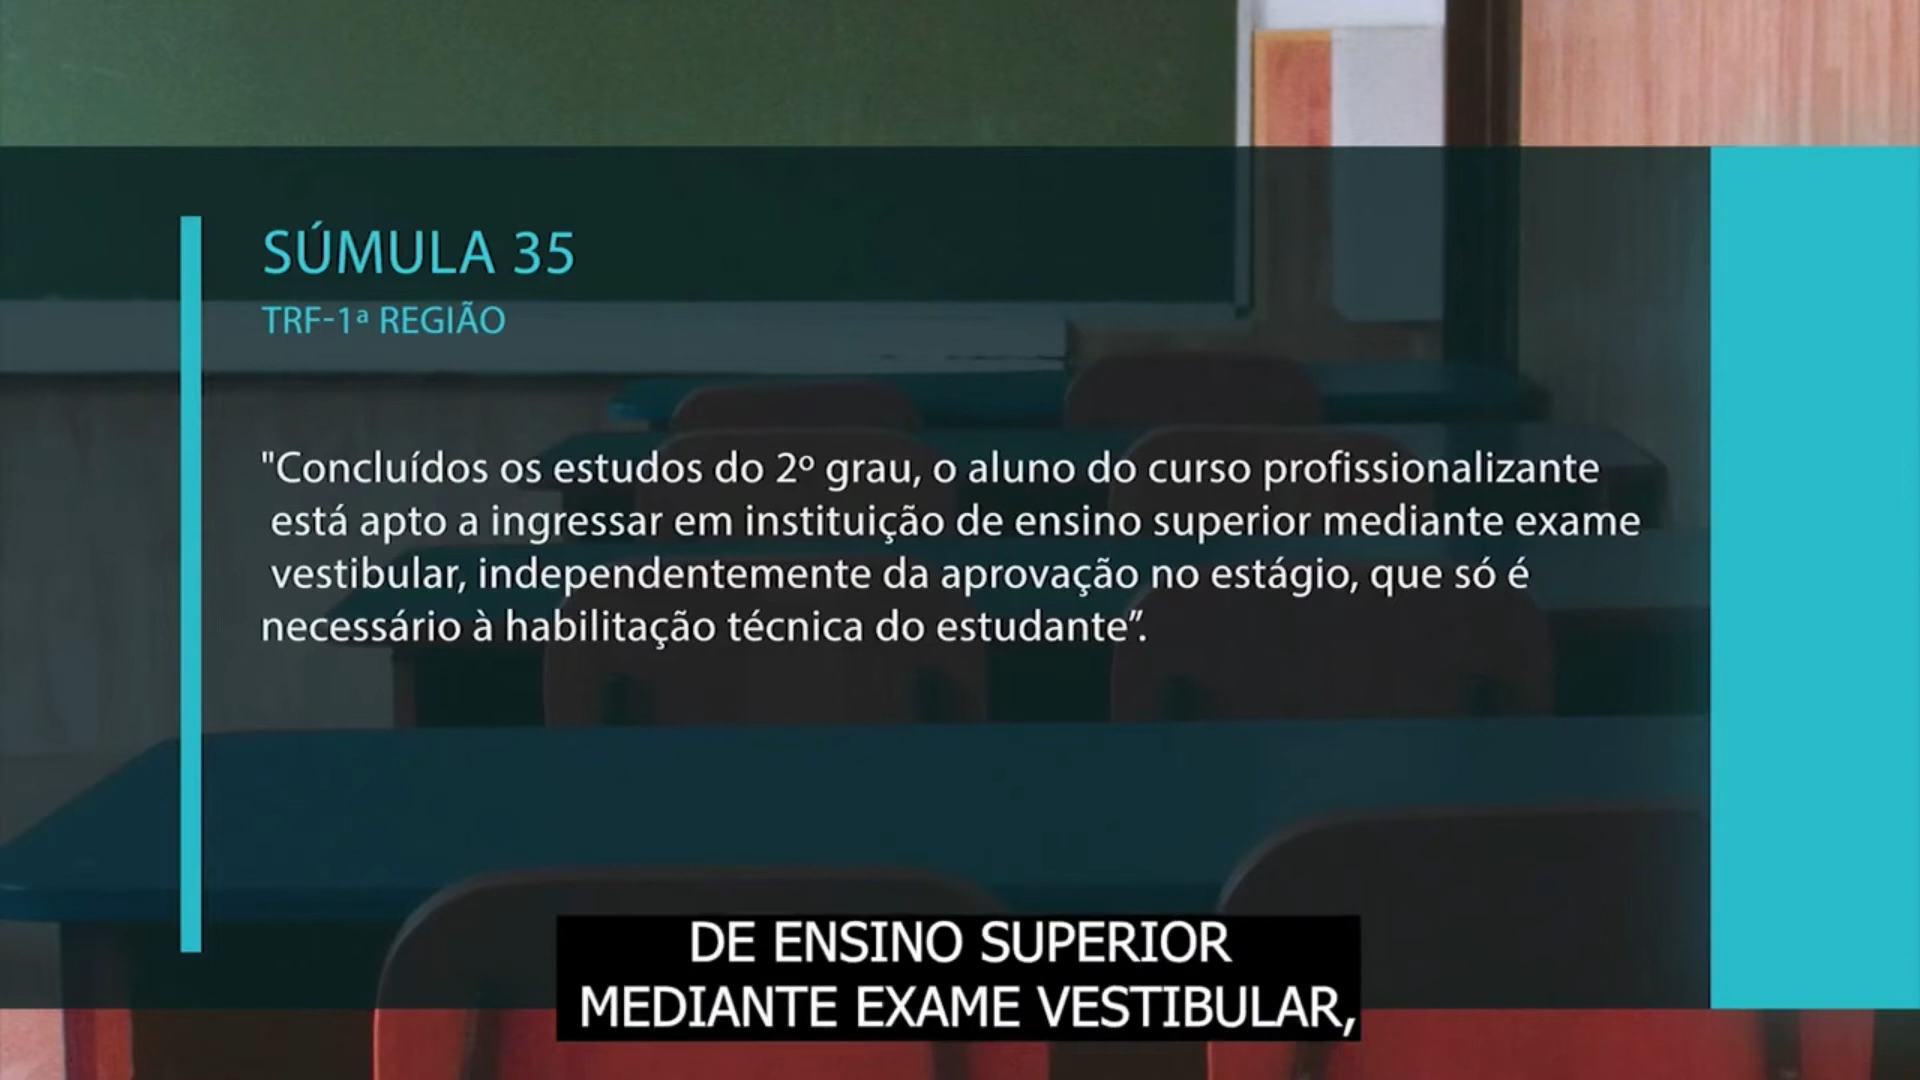 SÚMULA 35
TRF-1ª REGIÃO
"Concluídos os estudos do 2º grau, o aluno do curso profissionalizante
está apto a ingressar em instituição de ensino superior mediante exame
vestibular, independentemente da aprovação no estágio, que só é
necessário à habilitação técnica do estudante”.
DE ENSINO SUPERIOR
MEDIANTE EXAME VESTIBULAR,